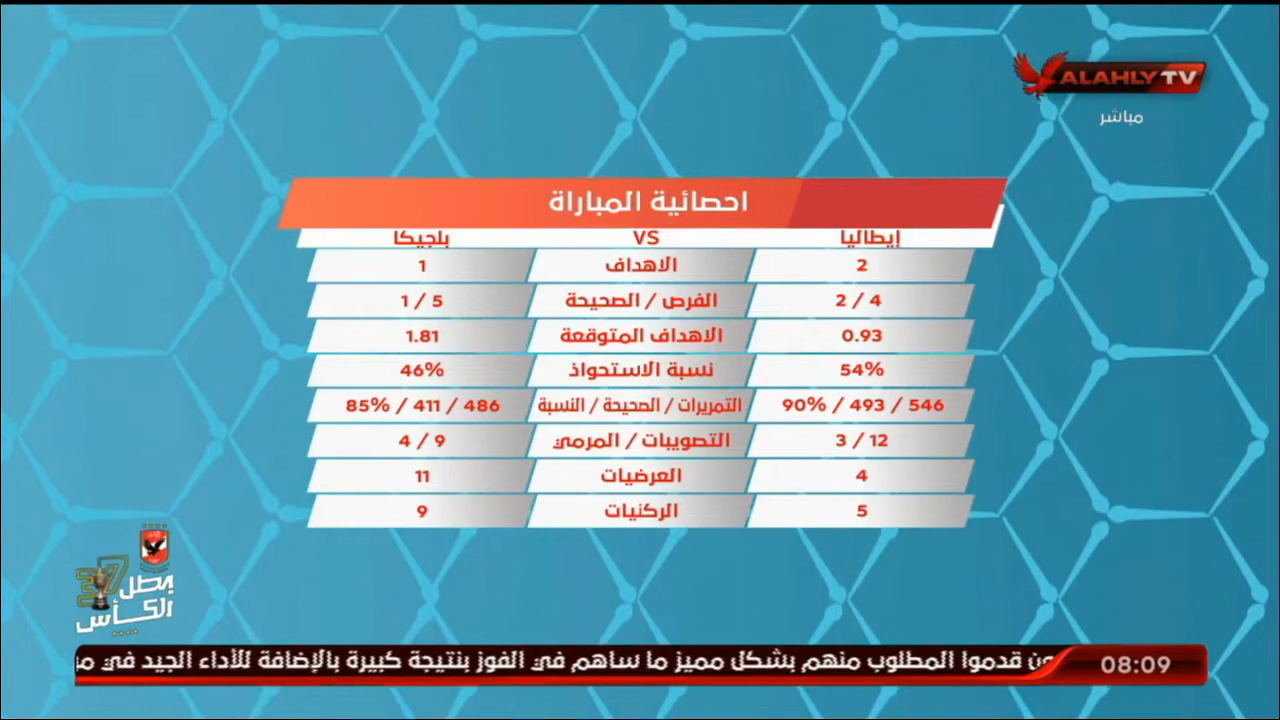 ALAHLY TV
مباشر
احصائية المباراة
إيطاليا VS بلجيكا
2 الاهداف 1
2 / 4 الفرص / الصحيحة 1 / 5
0.93 الاهداف المتوقعة 1.81
54% نسبة الاستحواذ 46%
90% / 493 / 546 التمريرات / الصحيحة / النسبة 85% / 411 / 486
3 / 12 التصويبات / المرمي 4 / 9
4 العرضيات 11
5 الركنيات 9
37
بطل
الكأس
08:09 ون قدموا المطلوب منهم بشكل مميز ما ساهم في الفوز بنتيجة كبيرة بالإضافة للأداء الجيد في